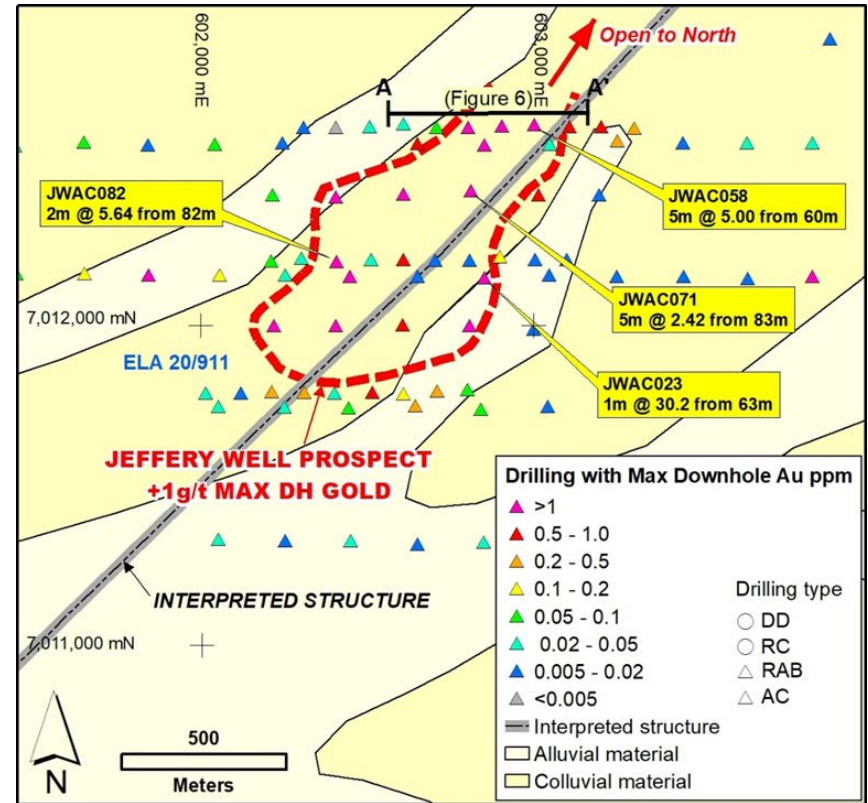 602,000 mE
603,000 mE
Open to North
A
A'
(Figure 6)
JWAC082
2m @ 5.64 from 82m
JWAC058
5m @ 5.00 from 60m
JWAC071
5m @ 2.42 from 83m
7,012,000 mN
ELA 20/911
JWAC023
1m @ 30.2 from 63m
JEFFERY WELL PROSPECT
+1g/t MAX DH GOLD
INTERPRETED STRUCTURE
7,011,000 mN
N
500
Meters
Drilling with Max Downhole Au ppm
>1
0.5 - 1.0
0.2 - 0.5
0.1 - 0.2
0.05 - 0.1
0.02 - 0.05
0.005 - 0.02
<0.005
Drilling type
DD
RC
RAB
AC
Interpreted structure
Alluvial material
Colluvial material